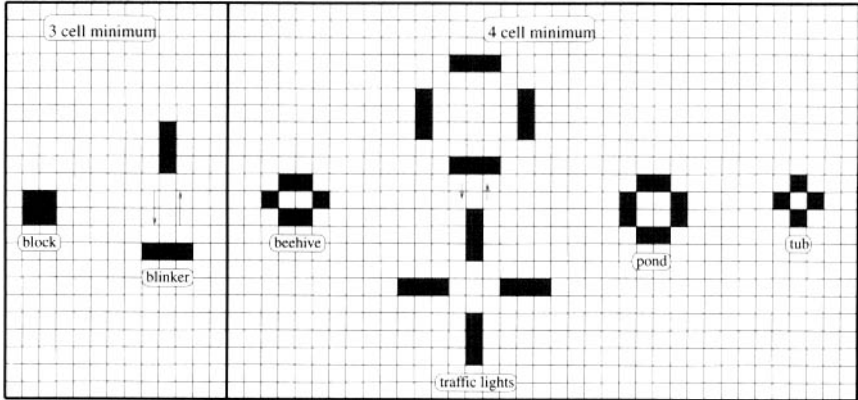 3 cell minimum
4 cell minimum
block
blinker
beehive
traffic lights
pond
tub